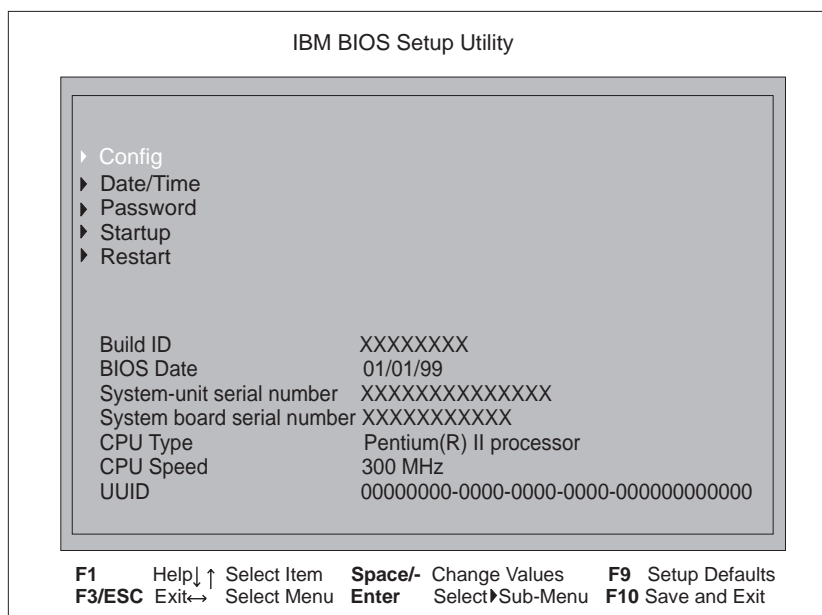 IBM BIOS Setup Utility
Config
Date/Time
Password
Startup
Restart
Build ID XXXXXXXX
BIOS Date 01/01/99
System-unit serial number XXXXXXXXXXXXXX
System board serial number XXXXXXXXXXX
CPU Type Pentium(R) II processor
CPU Speed 300 MHz
UUID 00000000-0000-0000-0000-000000000000
F1 Help↓↑ Select Item Space/- Change Values F9 Setup Defaults
F3/ESC Exit↔ Select Menu Enter Select▶Sub-Menu F10 Save and Exit